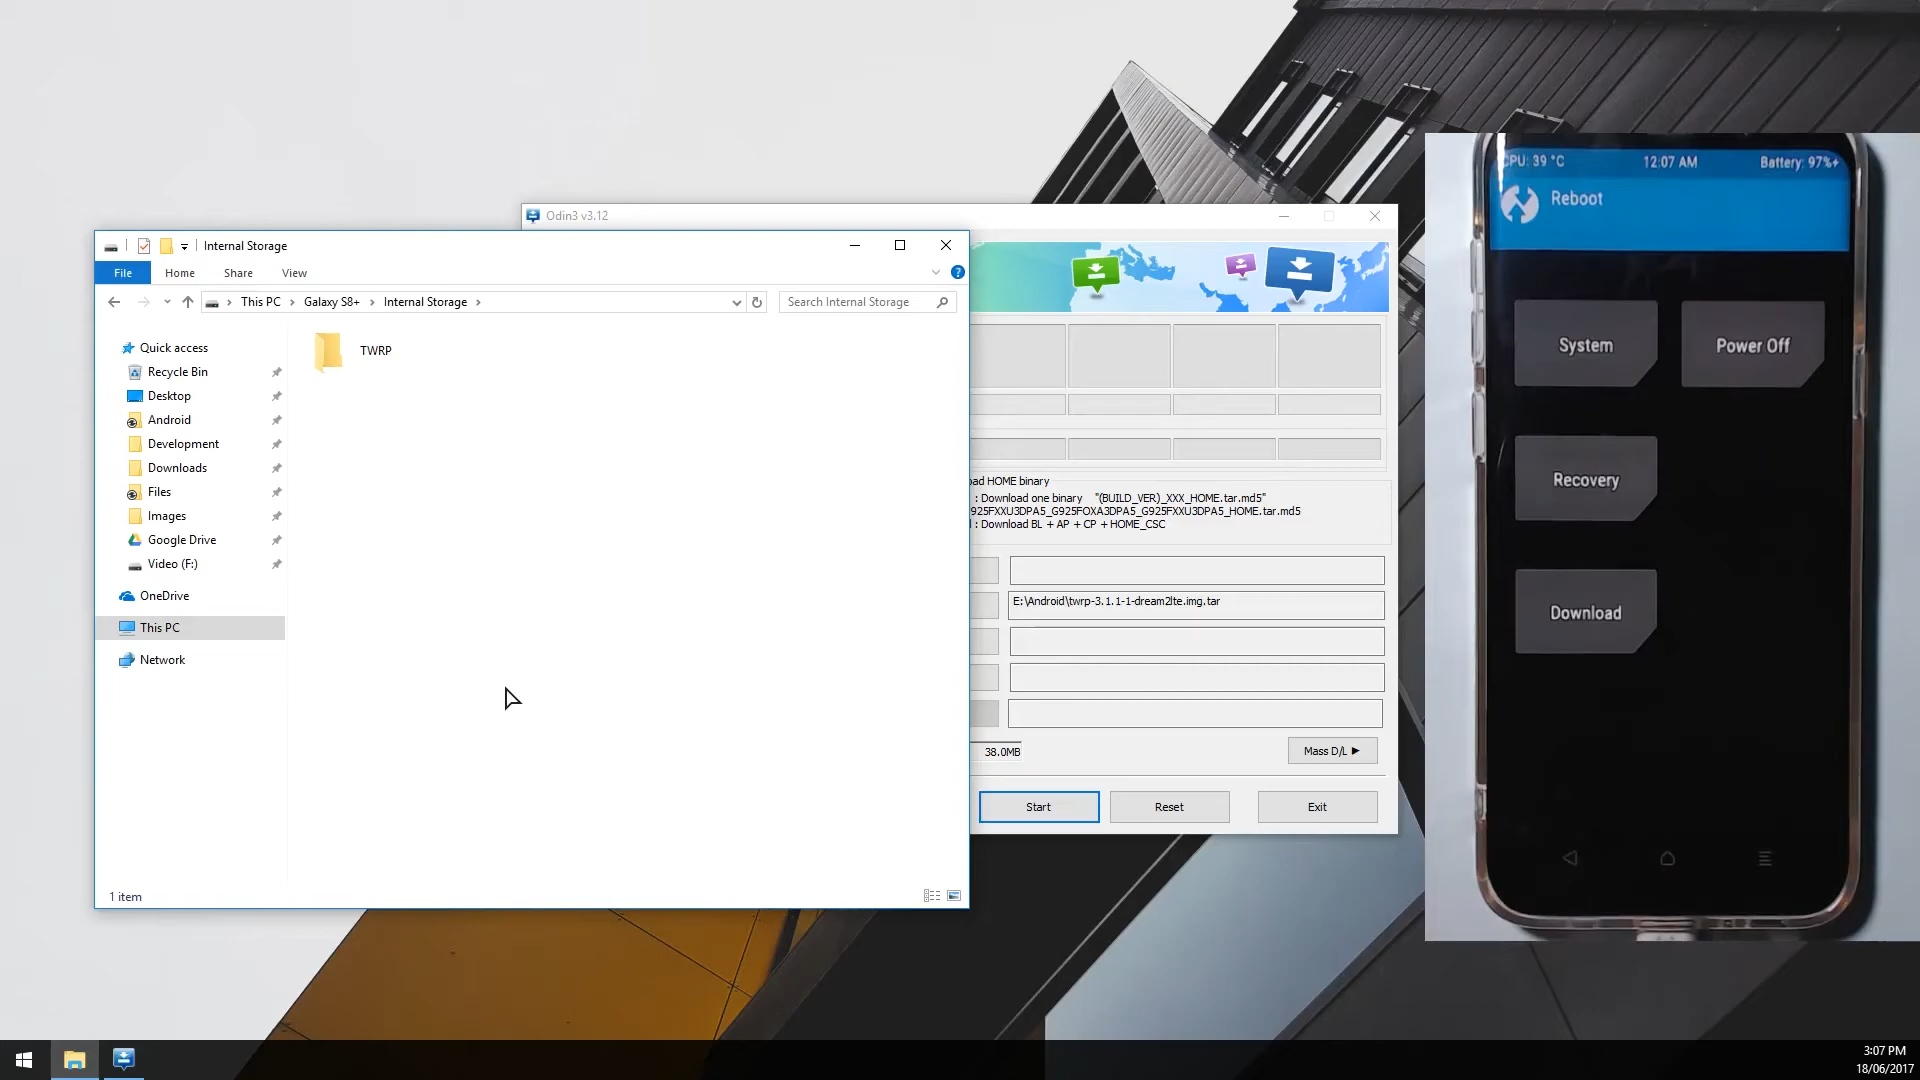 Odin3 v3.12
Internal Storage
File
Home
Share
View
This PC
Galaxy S8+
Internal Storage
Search Internal Storage
Quick access
Recycle Bin
Desktop
Android
Development
Downloads
Files
Images
Google Drive
Video (F:)
OneDrive
This PC
Network
TWRP
1 item
ad HOME binary
: Download one binary "(BUILD_VER)_XXX_HOME.tar.md5"
925FXXU3DPA5_G925FOXA3DPA5_G925FXXU3DPA5_HOME.tar.md5
: Download BL + AP + CP + HOME_CSC
E:\Android\twrp-3.1.1-1-dream2lte.img.tar
38.0MB
Mass D/L ►
Start
Reset
Exit
CPU: 39 °C
12:07 AM
Battery: 97%+
Reboot
System
Power Off
Recovery
Download
3:07 PM
18/06/2017